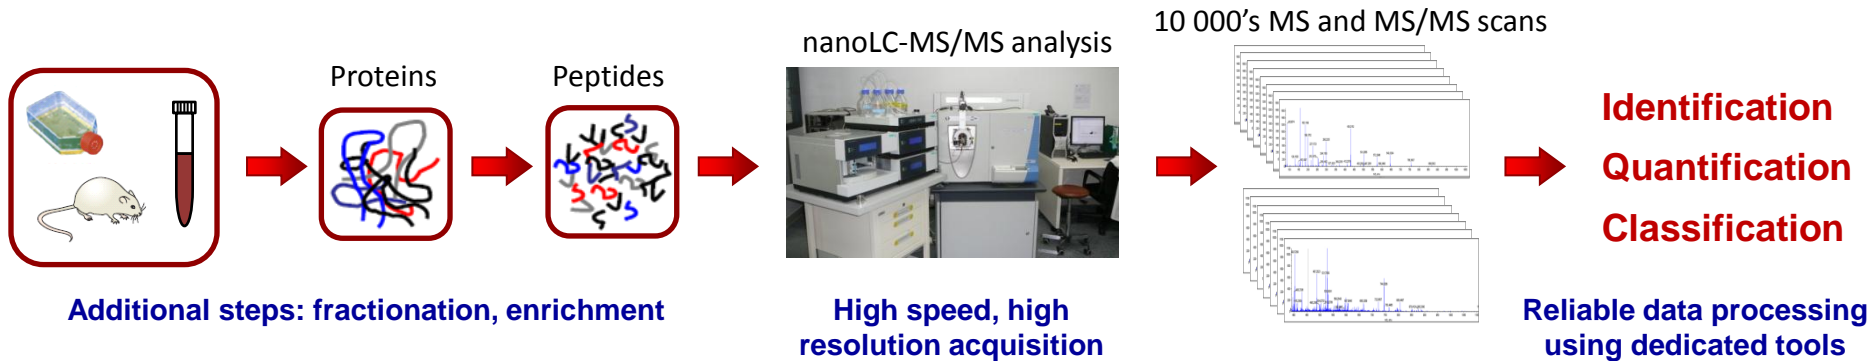 10 000's MS and MS/MS scans
nanoLC-MS/MS analysis
Proteins
Peptides
Identification
Quantification
Classification
Additional steps: fractionation, enrichment
High speed, high
resolution acquisition
Reliable data processing
using dedicated tools